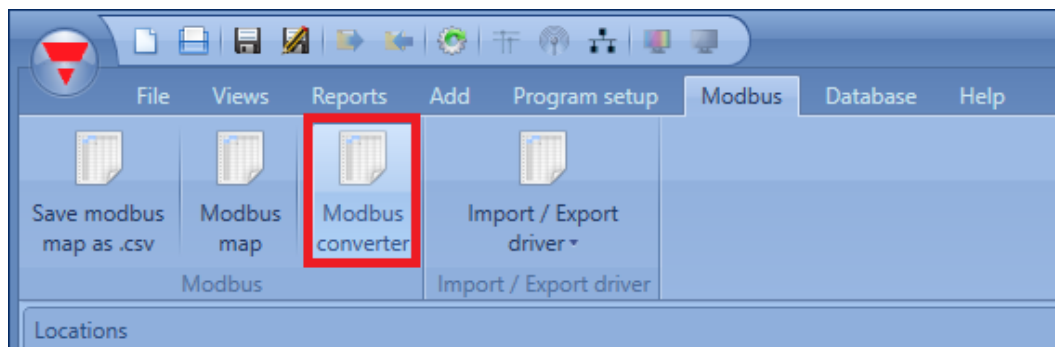 File Views Reports Add Program setup Modbus Database Help
Save modbus map as .csv
Modbus map
Modbus converter
Import / Export driver
Modbus
Import / Export driver
Locations